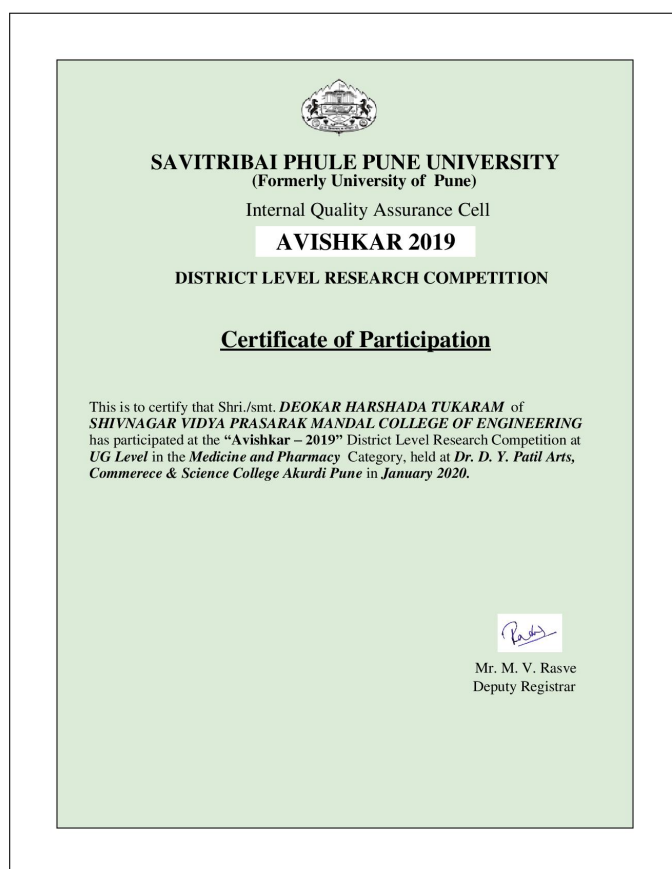 SAVITRIBAI PHULE PUNE UNIVERSITY
(Formerly University of Pune)
Internal Quality Assurance Cell
AVISHKAR 2019
DISTRICT LEVEL RESEARCH COMPETITION
Certificate of Participation
This is to certify that Shri./smt. DEOKAR HARSHADA TUKARAM of
SHIVNAGAR VIDYA PRASARAK MANDAL COLLEGE OF ENGINEERING
has participated at the “Avishkar – 2019” District Level Research Competition at
UG Level in the Medicine and Pharmacy Category, held at Dr. D. Y. Patil Arts,
Commerece & Science College Akurdi Pune in January 2020.
Mr. M. V. Rasve
Deputy Registrar